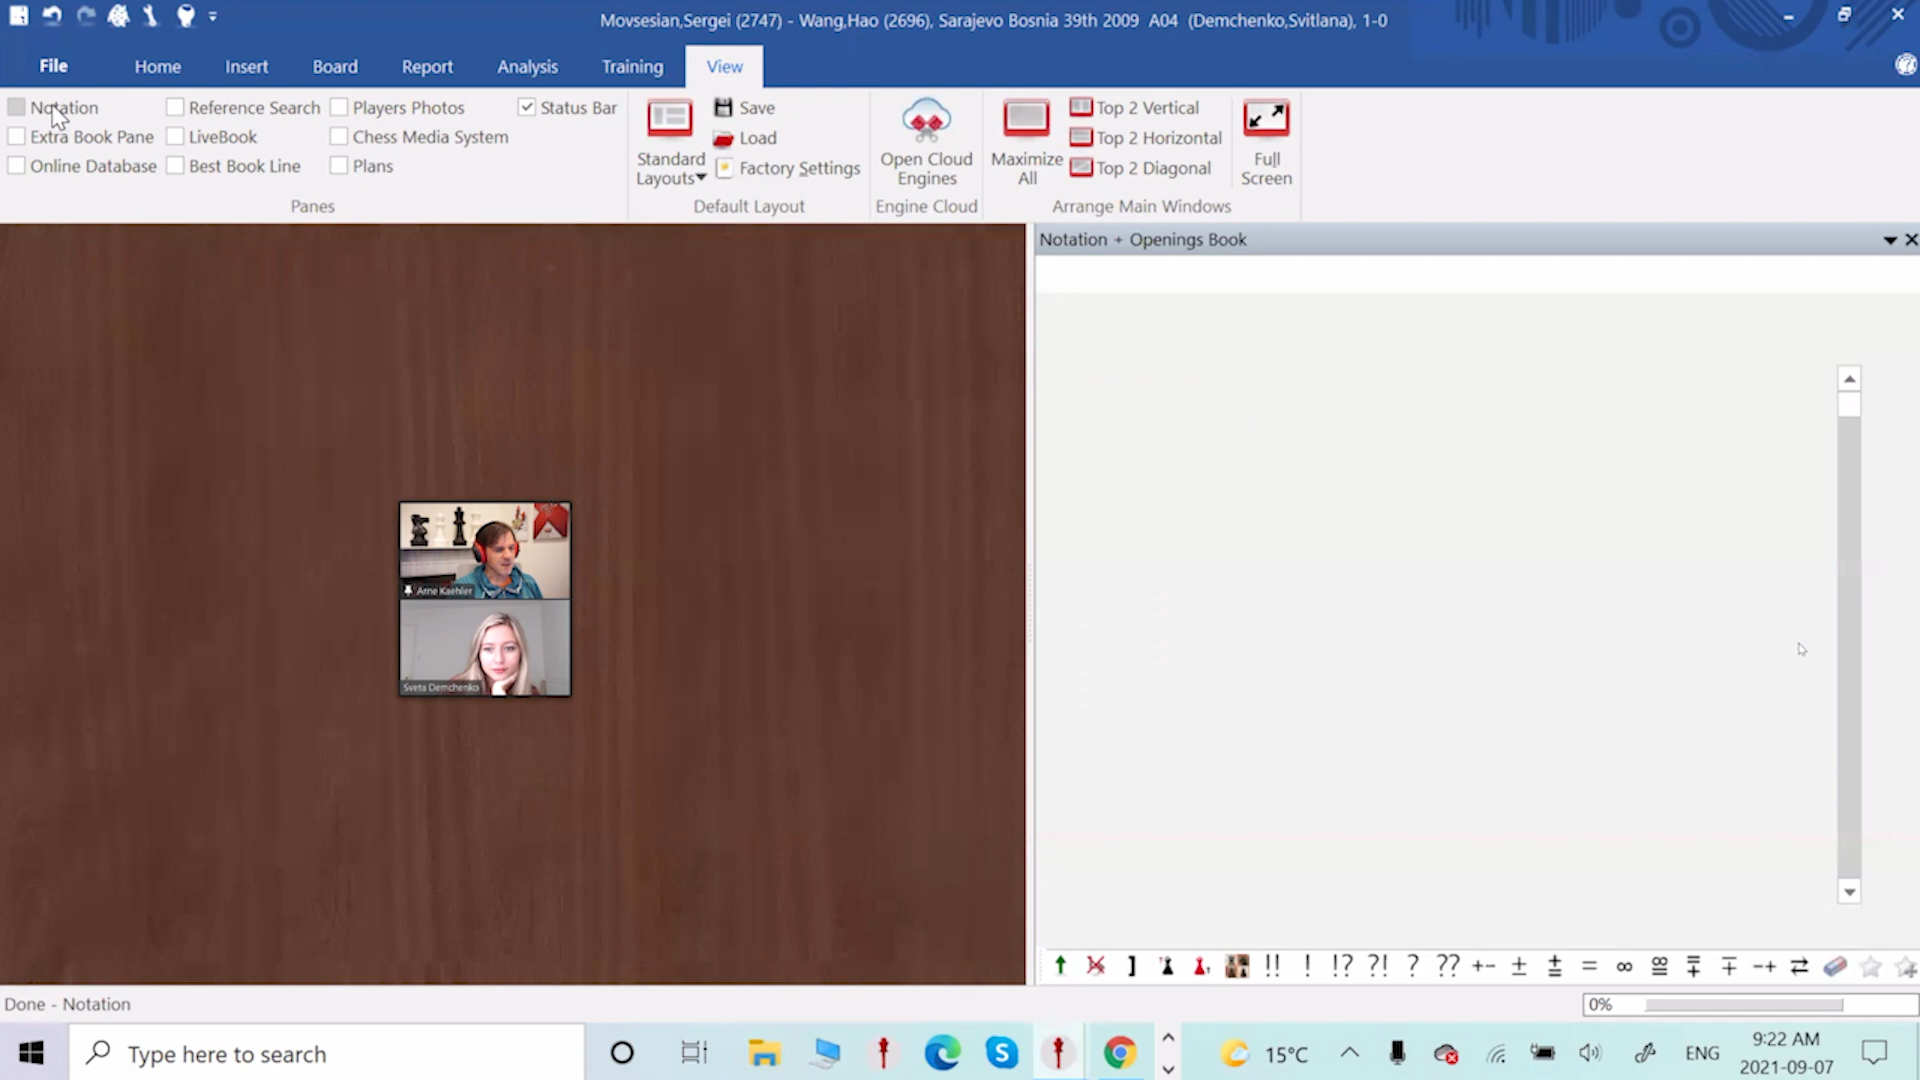 Movsesian,Sergei (2747) - Wang,Hao (2696), Sarajevo Bosnia 39th 2009  A04  (Demchenko,Svitlana), 1-0
File Home Insert Board Report Analysis Training View
Notation Reference Search Players Photos Status Bar
Extra Book Pane LiveBook Chess Media System
Online Database Best Book Line Plans
Panes
Standard Layouts
Save
Load
Factory Settings
Default Layout
Open Cloud Engines
Engine Cloud
Maximize All
Top 2 Vertical
Top 2 Horizontal
Top 2 Diagonal
Arrange Main Windows
Full Screen
Notation + Openings Book
Arne Kaehler
Sveta Demchenko
] !! ! !? ?! ? ?? +- ± ⩲ = ∞ =∞ ⩱ ∓ -+ ⇄
Done - Notation
0%
Type here to search
15°C
ENG
9:22 AM
2021-09-07